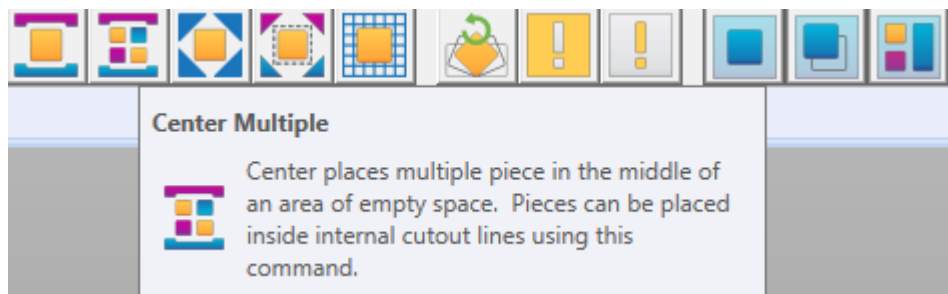 Center Multiple
Center places multiple piece in the middle of
an area of empty space.  Pieces can be placed
inside internal cutout lines using this
command.